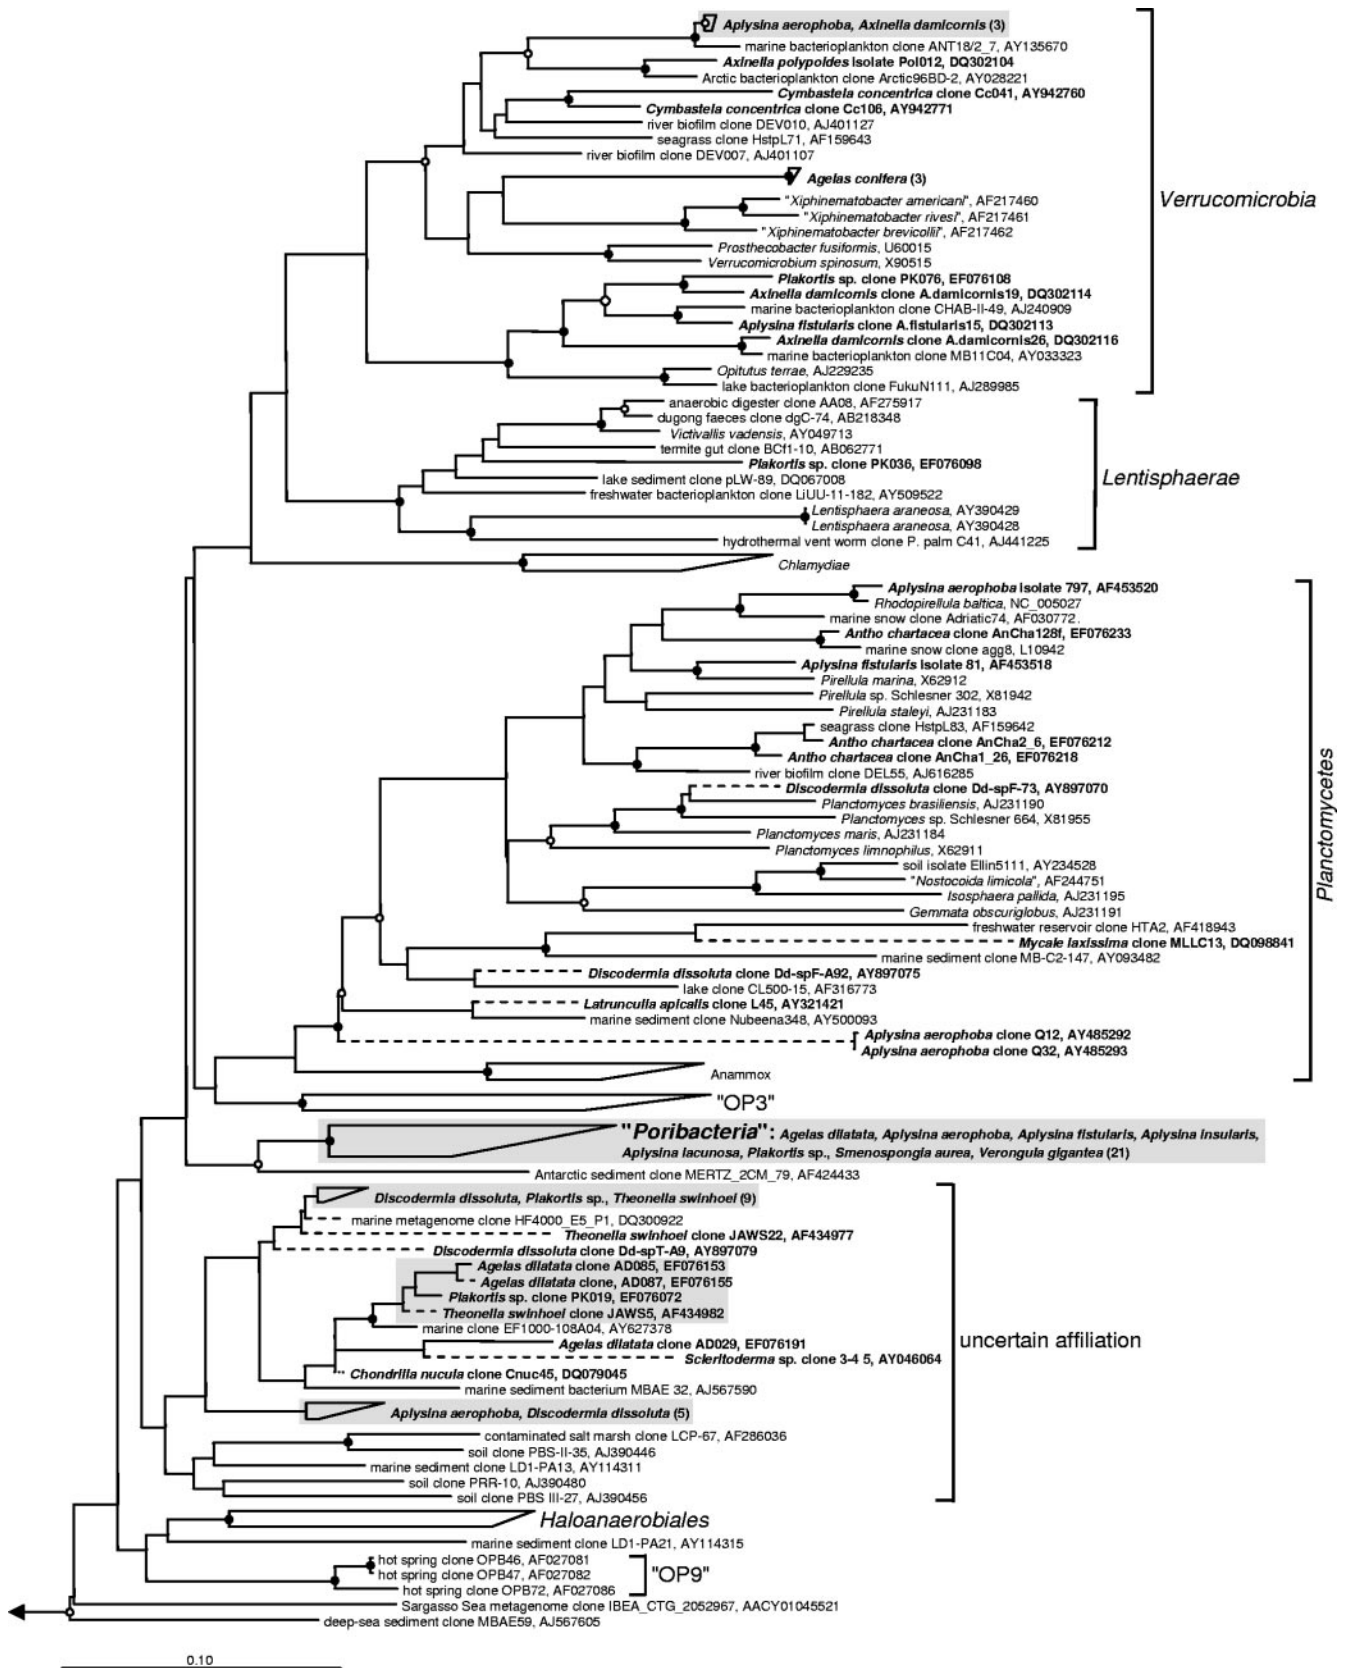 Aplysina aerophoba, Axinella damicornis (3)
marine bacterioplankton clone ANT18/2_7, AY135670
Axinella polypoides isolate Pol012, DQ302104
Arctic bacterioplankton clone Arctic96BD-2, AY028221
Cymbastela concentrica clone Cc041, AY942760
Cymbastela concentrica clone Cc106, AY942771
river biofilm clone DEV010, AJ401127
seagrass clone HstpL71, AF159643
river biofilm clone DEV007, AJ401107
Agelas conifera (3)
Verrucomicrobia
"Xiphinematobacter americani", AF217460
"Xiphinematobacter rivesi", AF217461
"Xiphinematobacter brevicollii", AF217462
Prosthecobacter fusiformis, U60015
Verrucomicrobium spinosum, X90515
Plakortis sp. clone PK076, EF076108
Axinella damicornis clone A.damicornis19, DQ302114
marine bacterioplankton clone CHAB-II-49, AJ240909
Aplysina fistularis clone A.fistularis15, DQ302113
Axinella damicornis clone A.damicornis26, DQ302116
marine bacterioplankton clone MB11C04, AY033323
Opitutus terrae, AJ229235
lake bacterioplankton clone FukuN111, AJ289985
anaerobic digester clone AA08, AF275917
dugong faeces clone dgC-74, AB218348
Victivallis vadensis, AY049713
termite gut clone BCf1-10, AB062771
Plakortis sp. clone PK036, EF076098
lake sediment clone pLW-89, DQ067008
Lentisphaerae
freshwater bacterioplankton clone LiUU-11-182, AY509522
Lentisphaera araneosa, AY390429
Lentisphaera araneosa, AY390428
hydrothermal vent worm clone P. palm C41, AJ441225
Chlamydiae
Aplysina aerophoba isolate 797, AF453520
Rhodopirellula baltica, NC_005027
marine snow clone Adriatic74, AF030772.
Antho chartacea clone AnCha128f, EF076233
marine snow clone agg8, L10942
Aplysina fistularis isolate 81, AF453518
Pirellula marina, X62912
Pirellula sp. Schlesner 302, X81942
Pirellula staleyi, AJ231183
seagrass clone HstpL83, AF159642
Antho chartacea clone AnCha2_6, EF076212
Antho chartacea clone AnCha1_26, EF076218
river biofilm clone DEL55, AJ616285
Discodermia dissoluta clone Dd-spF-73, AY897070
Planctomyces brasiliensis, AJ231190
Planctomyces sp. Schlesner 664, X81955
Planctomyces maris, AJ231184
Planctomyces limnophilus, X62911
Planctomycetes
soil isolate Ellin5111, AY234528
"Nostocoida limicola", AF244751
Isosphaera pallida, AJ231195
Gemmata obscuriglobus, AJ231191
freshwater reservoir clone HTA2, AF418943
Mycale laxissima clone MLLC13, DQ098841
marine sediment clone MB-C2-147, AY093482
Discodermia dissoluta clone Dd-spF-A92, AY897075
lake clone CL500-15, AF316773
Latrunculia apicalis clone L45, AY321421
marine sediment clone Nubeena348, AY500093
Aplysina aerophoba clone Q12, AY485292
Aplysina aerophoba clone Q32, AY485293
Anammox
"OP3"
"Poribacteria": Agelas dilatata, Aplysina aerophoba, Aplysina fistularis, Aplysina insularis,
Aplysina lacunosa, Plakortis sp., Smenospongia aurea, Verongula gigantea (21)
Antarctic sediment clone MERTZ_2CM_79, AF424433
Discodermia dissoluta, Plakortis sp., Theonella swinhoei (9)
marine metagenome clone HF4000_E5_P1, DQ300922
Theonella swinhoei clone JAWS22, AF434977
Discodermia dissoluta clone Dd-spT-A9, AY897079
Agelas dilatata clone AD085, EF076153
Agelas dilatata clone, AD087, EF076155
Plakortis sp. clone PK019, EF076072
Theonella swinhoei clone JAWS5, AF434982
marine clone EF1000-108A04, AY627378
uncertain affiliation
Agelas dilatata clone AD029, EF076191
Scleritoderma sp. clone 3-4 5, AY046064
Chondrilla nucula clone Cnuc45, DQ079045
marine sediment bacterium MBAE 32, AJ567590
Aplysina aerophoba, Discodermia dissoluta (5)
contaminated salt marsh clone LCP-67, AF286036
soil clone PBS-II-35, AJ390446
marine sediment clone LD1-PA13, AY114311
soil clone PRR-10, AJ390480
soil clone PBS III-27, AJ390456
Haloanaerobiales
marine sediment clone LD1-PA21, AY114315
hot spring clone OPB46, AF027081
hot spring clone OPB47, AF027082
"OP9"
hot spring clone OPB72, AF027086
Sargasso Sea metagenome clone IBEA_CTG_2052967, AACY01045521
deep-sea sediment clone MBAE59, AJ567605
0.10